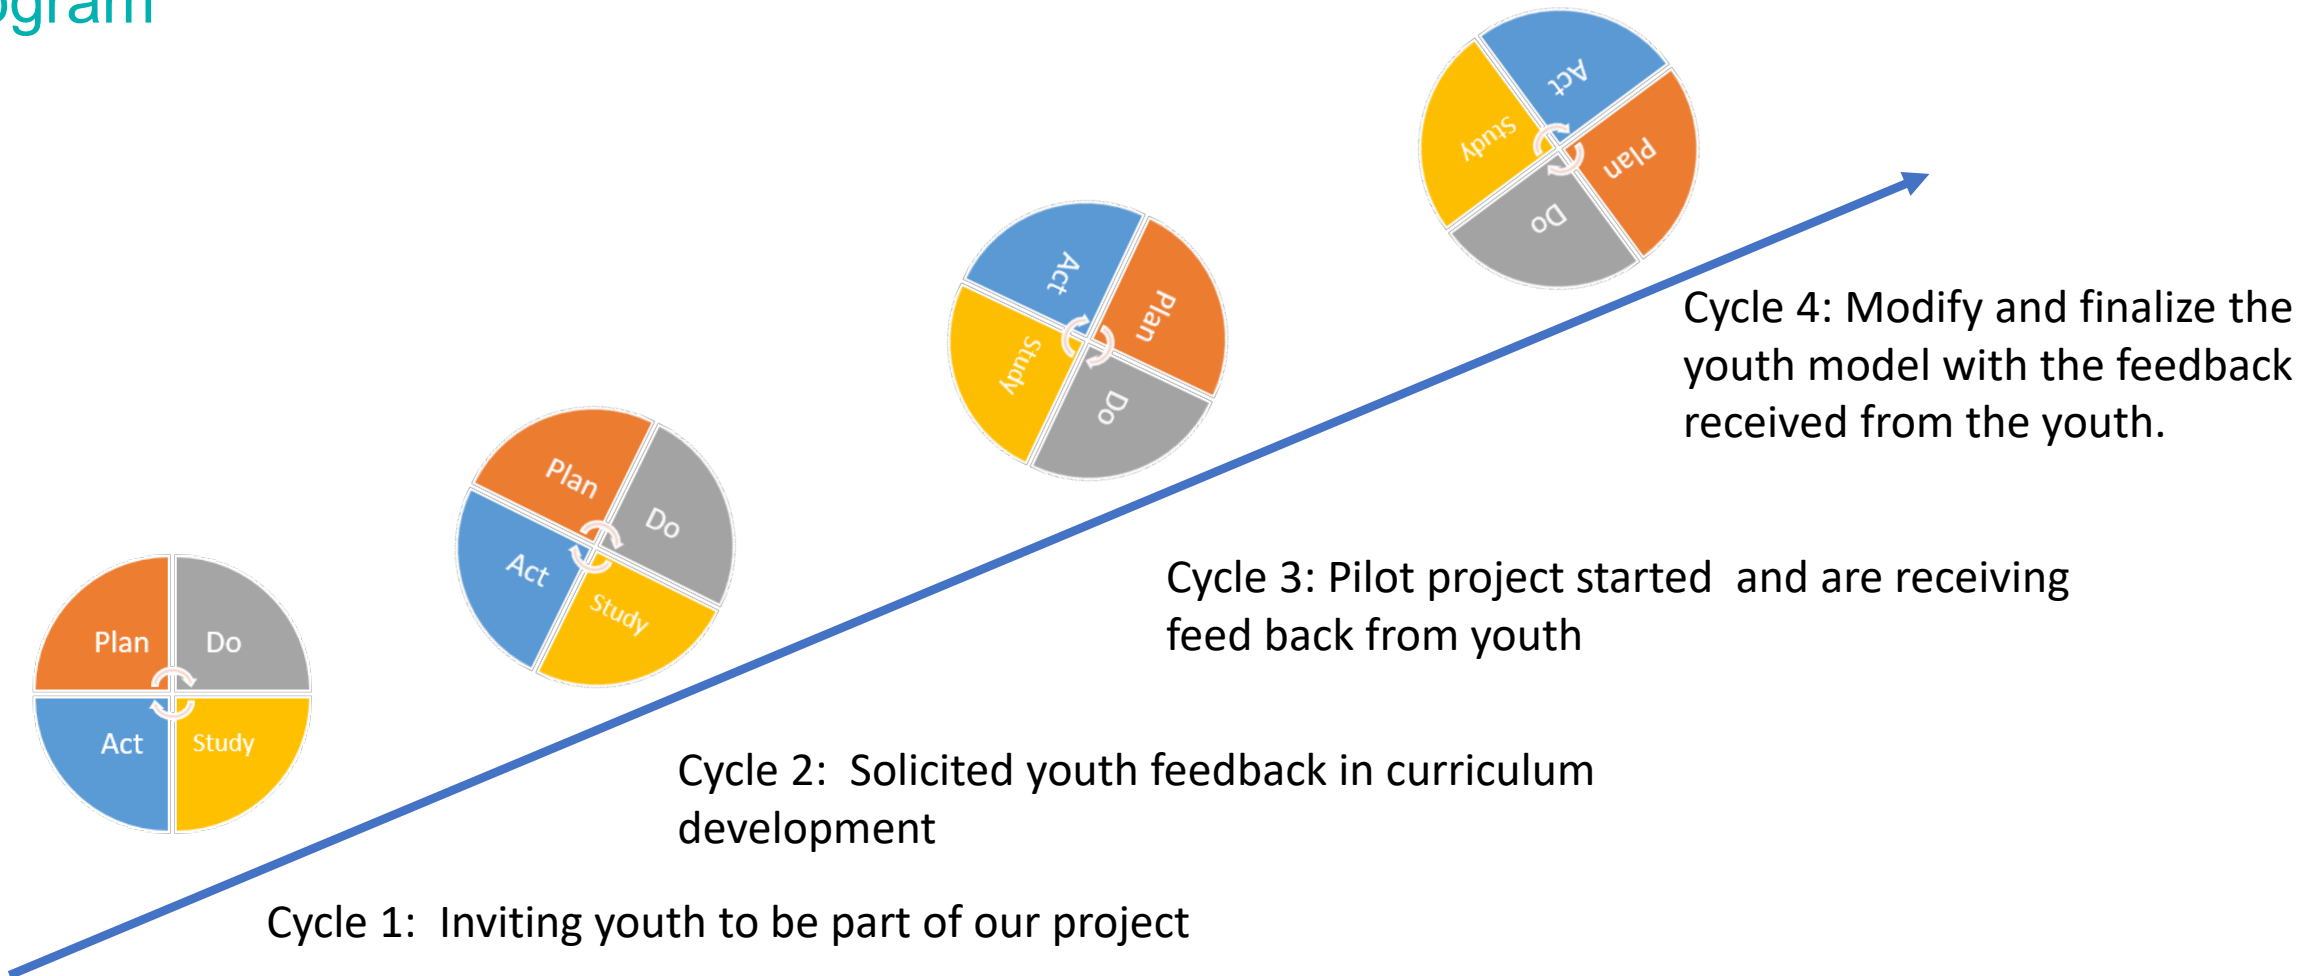 ogram
Act
Study
Plan
Do
Act
Plan
Study
Do
Cycle 4: Modify and finalize the
youth model with the feedback
received from the youth.
Plan
Do
Act
Study
Cycle 3: Pilot project started  and are receiving
feed back from youth
Plan
Do
Act
Study
Cycle 2:  Solicited youth feedback in curriculum
development
Cycle 1:  Inviting youth to be part of our project